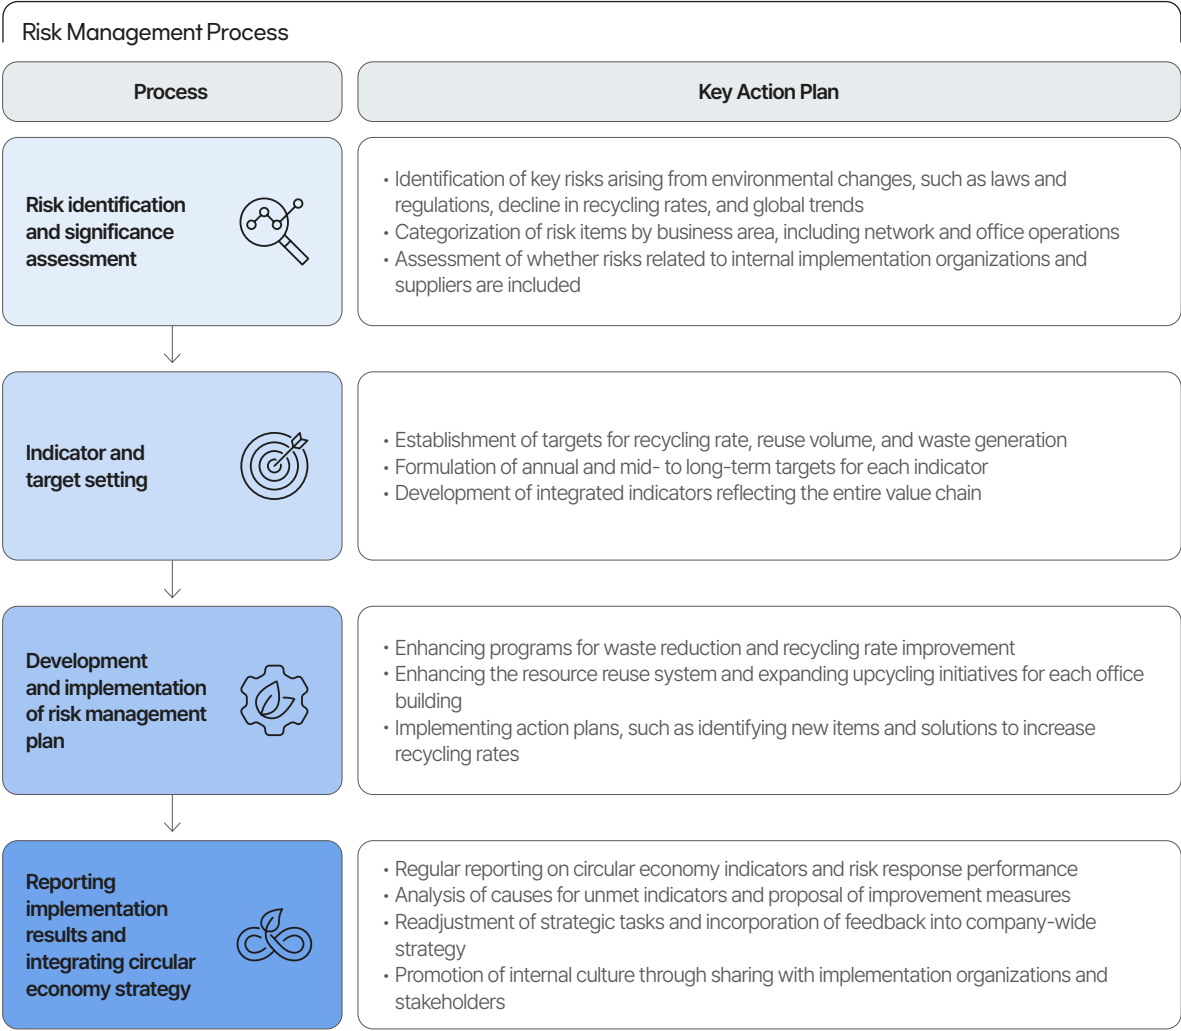 Risk Management Process
Process
Key Action Plan
Risk identification
and significance
assessment
• Identification of key risks arising from environmental changes, such as laws and
regulations, decline in recycling rates, and global trends
• Categorization of risk items by business area, including network and office operations
• Assessment of whether risks related to internal implementation organizations and
suppliers are included
Indicator and
target setting
• Establishment of targets for recycling rate, reuse volume, and waste generation
• Formulation of annual and mid- to long-term targets for each indicator
• Development of integrated indicators reflecting the entire value chain
Development
and implementation
of risk management
plan
• Enhancing programs for waste reduction and recycling rate improvement
• Enhancing the resource reuse system and expanding upcycling initiatives for each office
building
• Implementing action plans, such as identifying new items and solutions to increase
recycling rates
Reporting
implementation
results and
integrating circular
economy strategy
• Regular reporting on circular economy indicators and risk response performance
• Analysis of causes for unmet indicators and proposal of improvement measures
• Readjustment of strategic tasks and incorporation of feedback into company-wide
strategy
• Promotion of internal culture through sharing with implementation organizations and
stakeholders